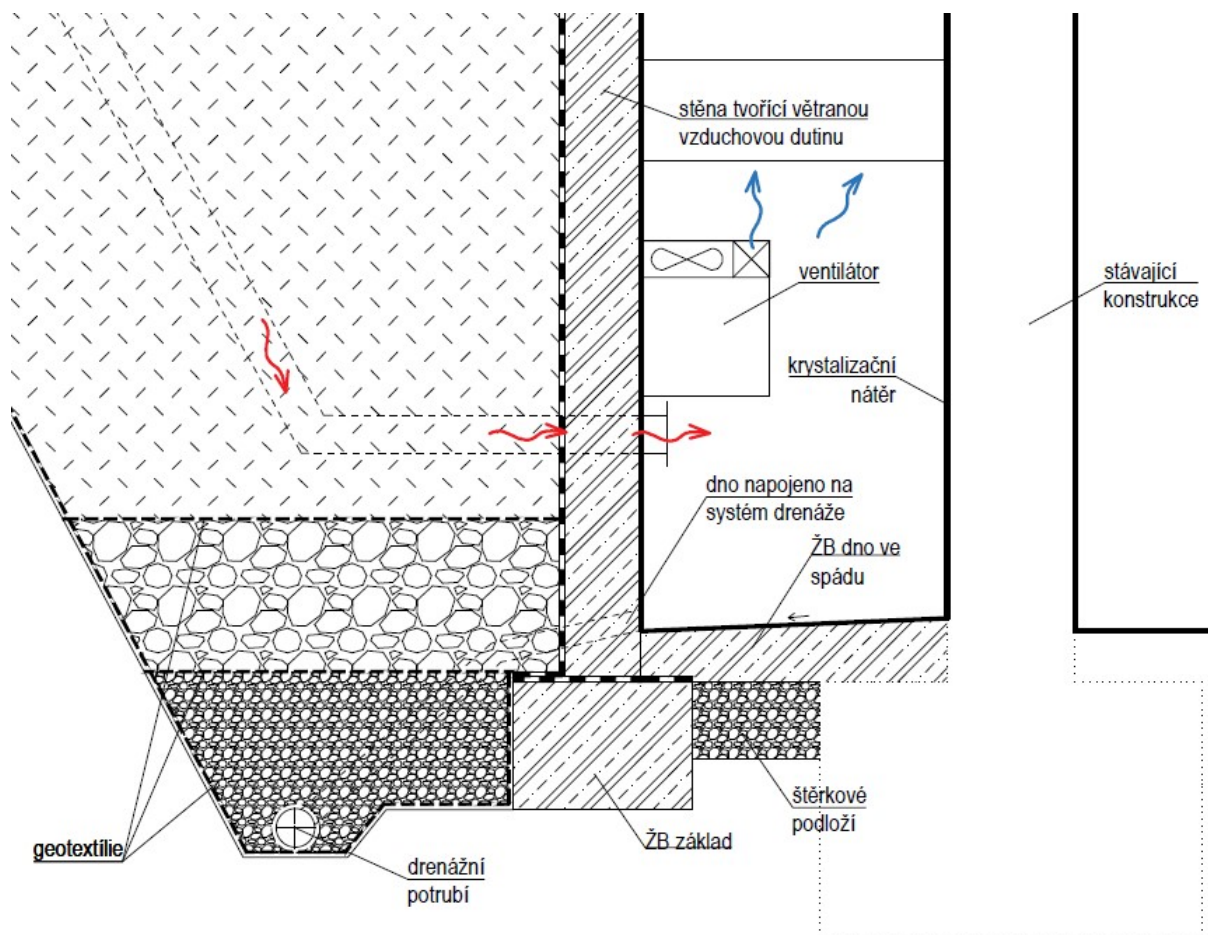 stěna tvořící větranou
vzduchovou dutinu
ventilátor
stávající
konstrukce
krystalizační
nátěr
dno napojeno na
systém drenáže
ŽB dno ve
spádu
štěrkové
podloží
ŽB základ
geotextílie
drenážní
potrubí